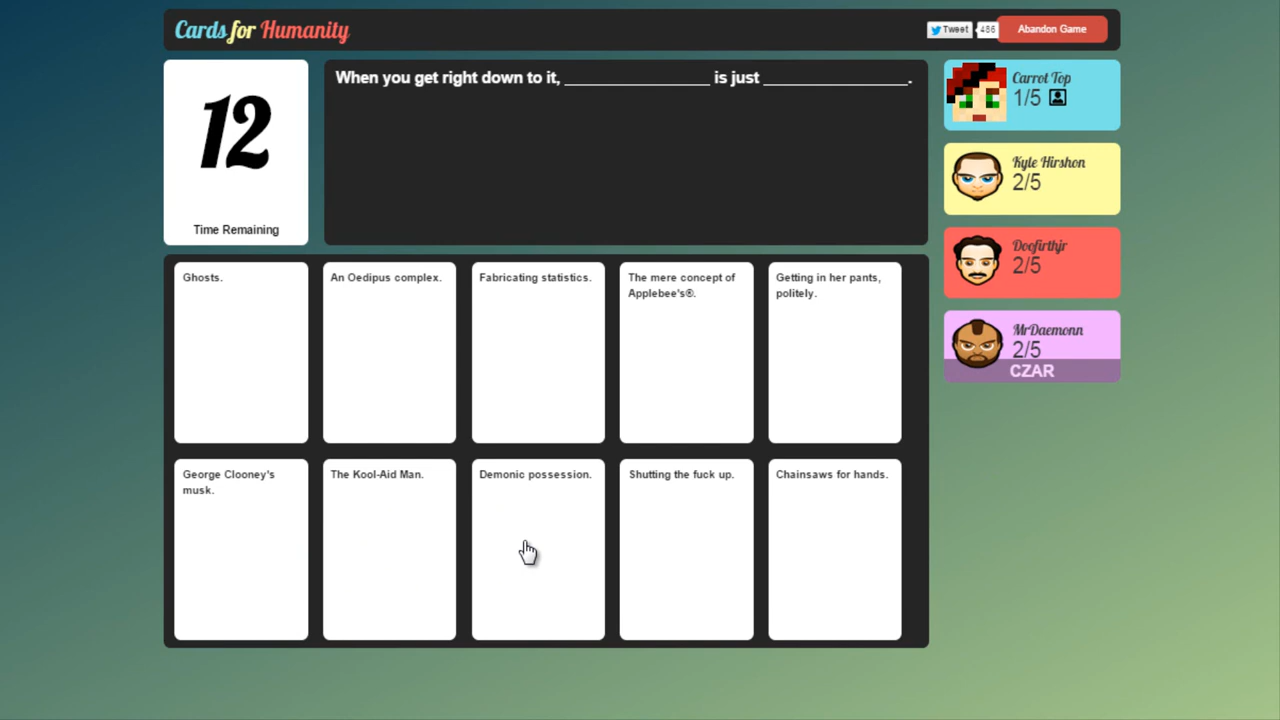 Cards for Humanity
Tweet
486
Abandon Game
12
Time Remaining
When you get right down to it, ________________ is just ________________.
Carrot Top
1/5
Kyle Hirshon
2/5
Doofirthjr
2/5
MrDaemonn
2/5
CZAR
Ghosts.
An Oedipus complex.
Fabricating statistics.
The mere concept of
Applebee's®.
Getting in her pants,
politely.
George Clooney's
musk.
The Kool-Aid Man.
Demonic possession.
Shutting the fuck up.
Chainsaws for hands.